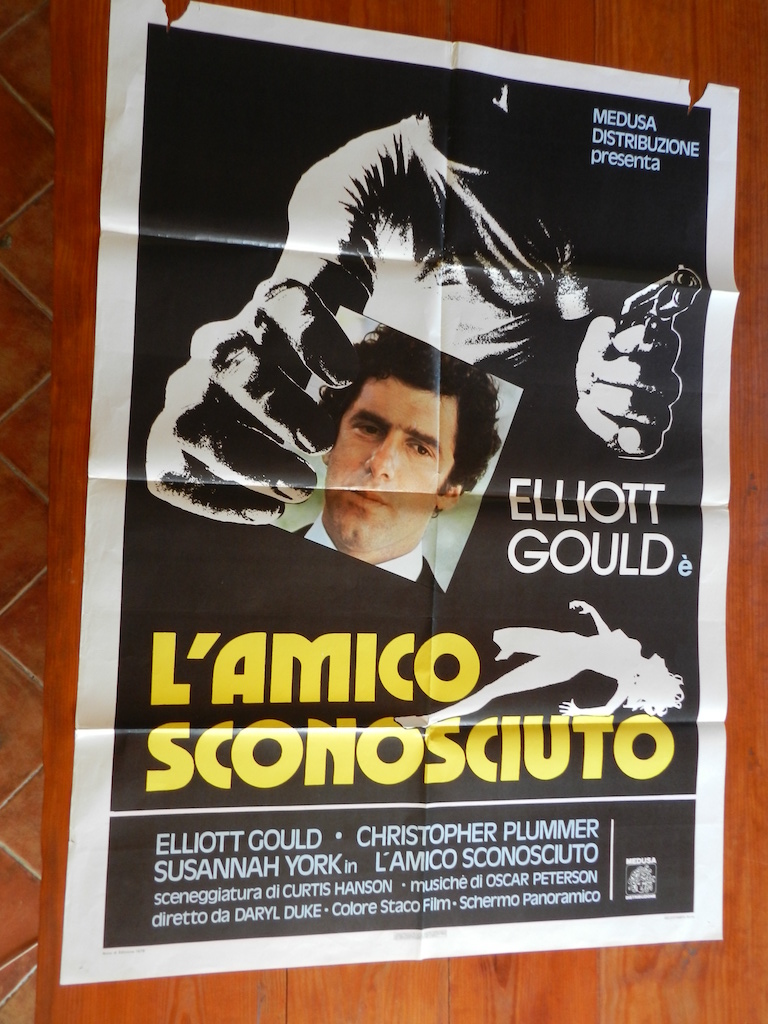 MEDUSA
DISTRIBUZIONE
presenta
ELLIOTT
GOULD è
L'AMICO
SCONOSCIUTO
ELLIOTT GOULD • CHRISTOPHER PLUMMER
SUSANNAH YORK in L'AMICO SCONOSCIUTO
sceneggiatura di CURTIS HANSON • musichè di OSCAR PETERSON
diretto da DARYL DUKE • Colore Staco Film • Schermo Panoramico
MEDUSA